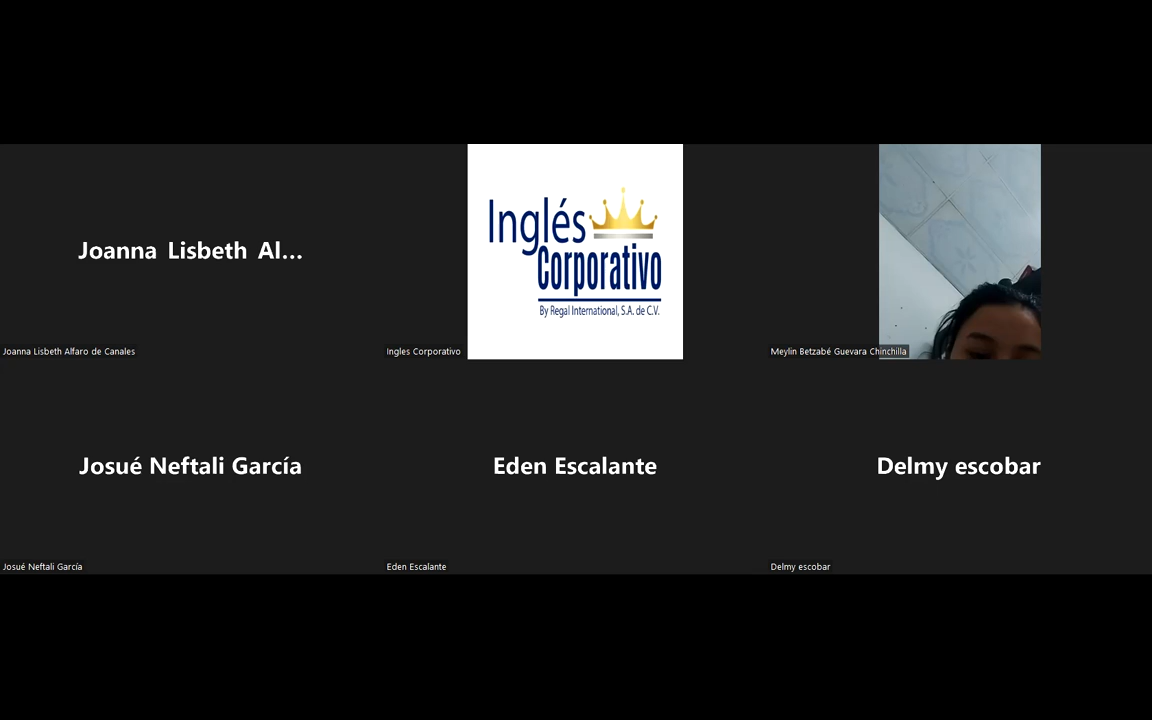 Joanna Lisbeth Al...
Joanna Lisbeth Alfaro de Canales
Inglés
Corporativo
By Regal International, S.A. de C.V.
Ingles Corporativo
Meylin Betzabé Guevara Chinchilla
Josué Neftali García
Josué Neftali García
Eden Escalante
Eden Escalante
Delmy escobar
Delmy escobar